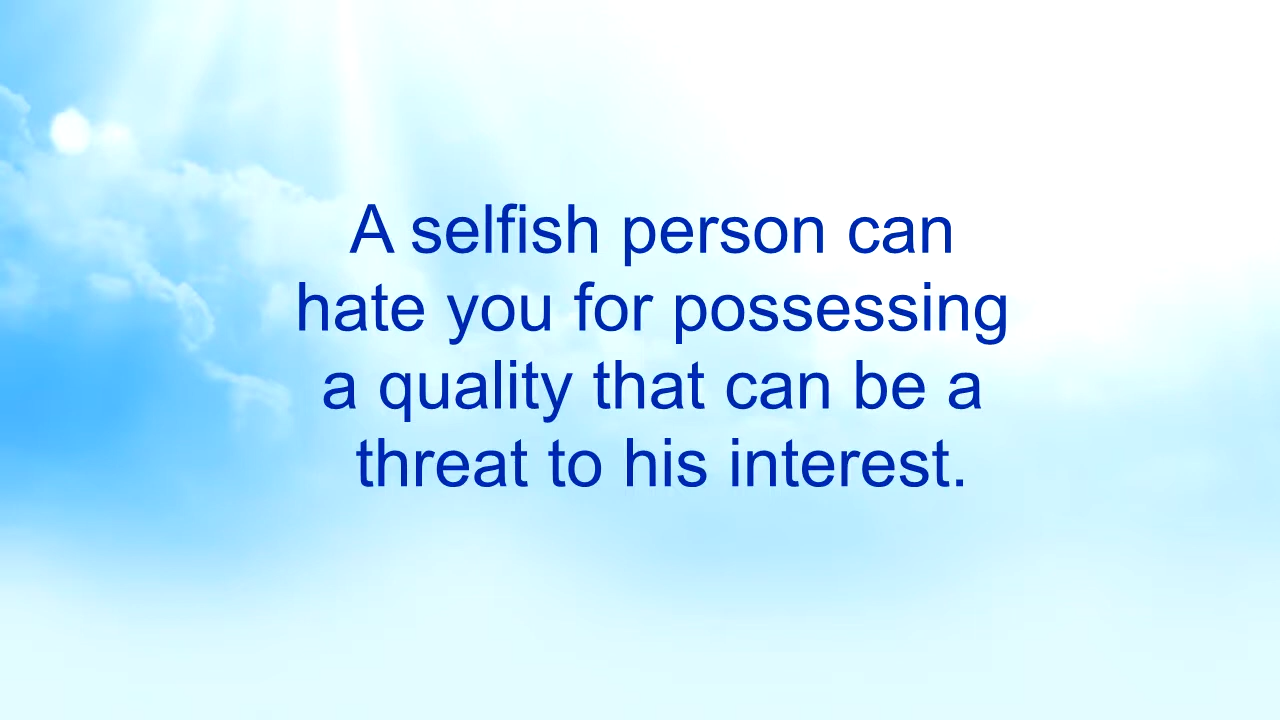 A selfish person can
hate you for possessing
a quality that can be a
threat to his interest.